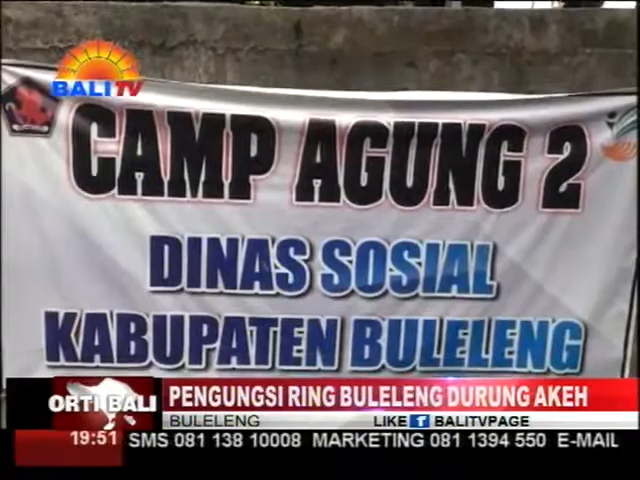 BALI TV
CAMP AGUNG 2
DINAS SOSIAL
KABUPATEN BULELENG
ORTI BALI
PENGUNGSI RING BULELENG DURUNG AKEH
BULELENG LIKE f BALITVPAGE
19:51 SMS 081 138 10008 MARKETING 081 1394 550 E-MAIL